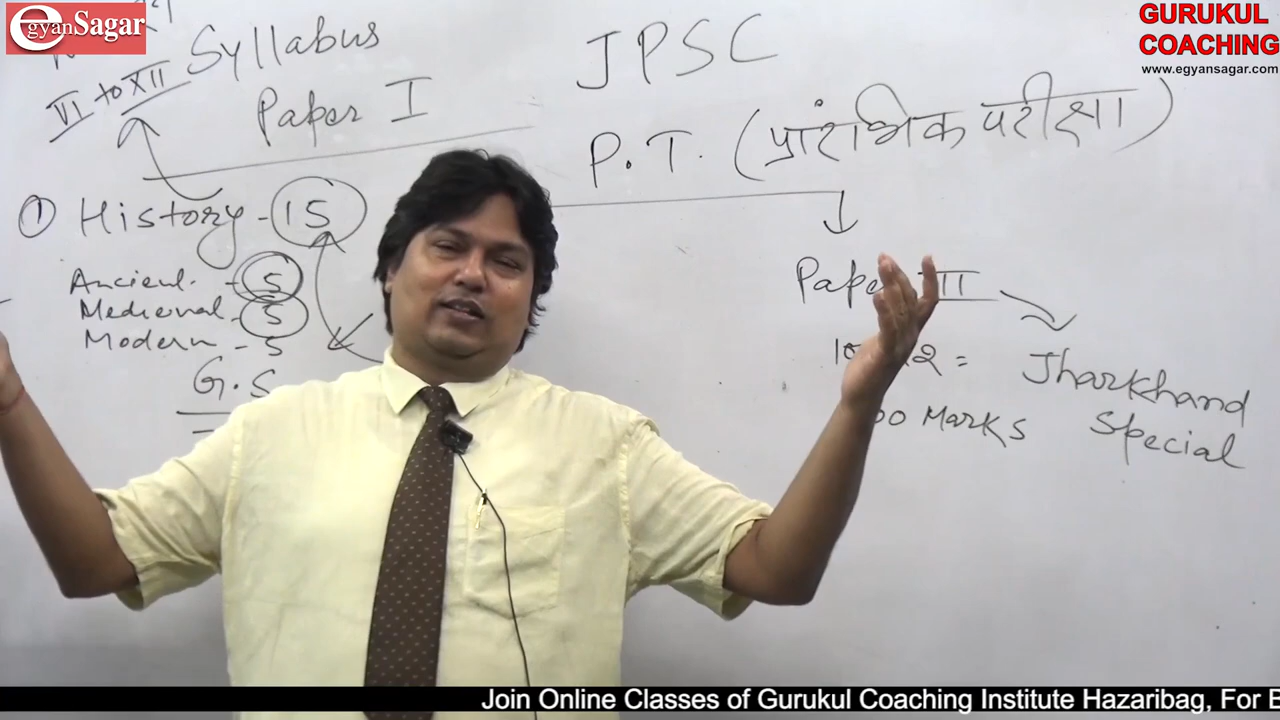 egyanSagar
GURUKUL
COACHING
www.egyansagar.com
VI to XII
Syllabus
Paper I
① History - 15
Ancient. - 5
Medieval - 5
Modern - 5
G.S
JPSC
P.T. (प्रारंभिक परीक्षा)
Paper II
Marks
Jharkhand
Special
Join Online Classes of Gurukul Coaching Institute Hazaribag, For